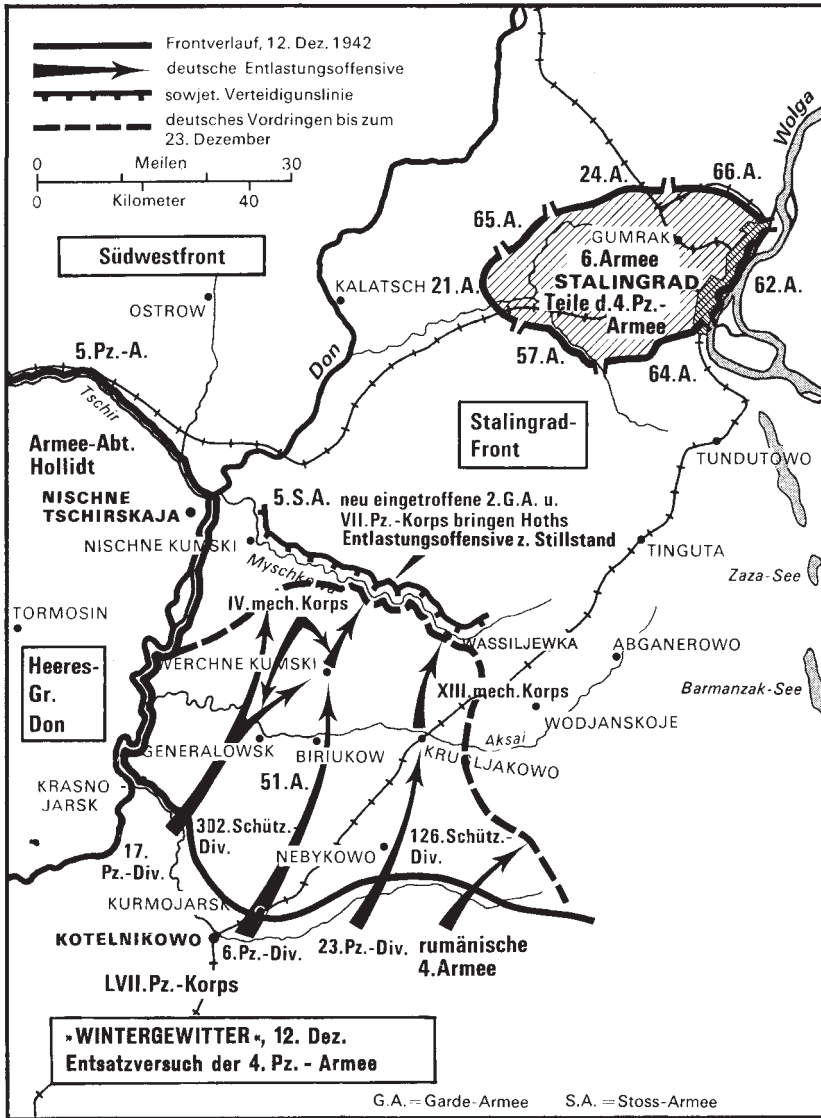 Frontverlauf, 12. Dez. 1942
deutsche Entlastungsoffensive
sowjet. Verteidigunslinie
deutsches Vordringen bis zum
23. Dezember
0 Meilen 30
0 Kilometer 40
Wolga
24.A.
66.A.
65.A.
GUMRAK
6.Armee
STALINGRAD
Teile d.4.Pz.-
Armee
62.A.
21.A.
57.A.
64.A.
Südwestfront
OSTROW
KALATSCH
5.Pz.-A.
Tschir
Don
Armee-Abt.
Hollidt
Stalingrad-
Front
TUNDUTOWO
NISCHNE
TSCHIRSKAJA
5.S.A.
neu eingetroffene 2.G.A. u.
VII.Pz.-Korps bringen Hoths
Entlastungsoffensive z. Stillstand
NISCHNE KUMSKI
Myschkowa
TINGUTA
Zaza-See
TORMOSIN
IV.mech.Korps
WASSILJEWKA
ABGANEROWO
Heeres-
Gr.
Don
WERCHNE KUMSKI
XIII.mech.Korps
Barmanzak-See
WODJANSKOJE
GENERALOWSK
BIRIUKOW
Aksai
KRUGLJAKOWO
KRASNO
JARSK
51.A.
302.Schütz.-
Div.
126.Schütz.-
Div.
NEBYKOWO
17.
Pz.-Div.
KURMOJARSK
KOTELNIKOWO
6.Pz.-Div.
23.Pz.-Div.
rumänische
4.Armee
LVII.Pz.-Korps
»WINTERGEWITTER«, 12. Dez.
Entsatzversuch der 4. Pz. - Armee
G.A.=Garde-Armee S.A.=Stoss-Armee